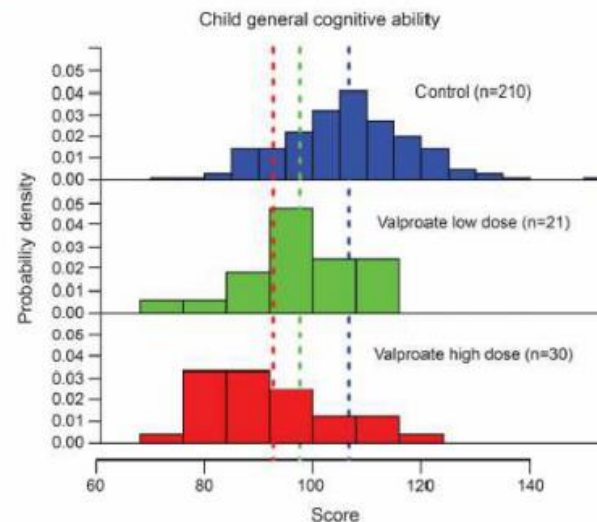 Child general cognitive ability
0.05
0.04
0.03
0.02
0.01
0.00
Control (n=210)
0.05
0.04
0.03
0.02
0.01
0.00
Valproate low dose (n=21)
0.05
0.04
0.03
0.02
0.01
0.00
Valproate high dose (n=30)
Probability density
60 80 100 120 140
Score